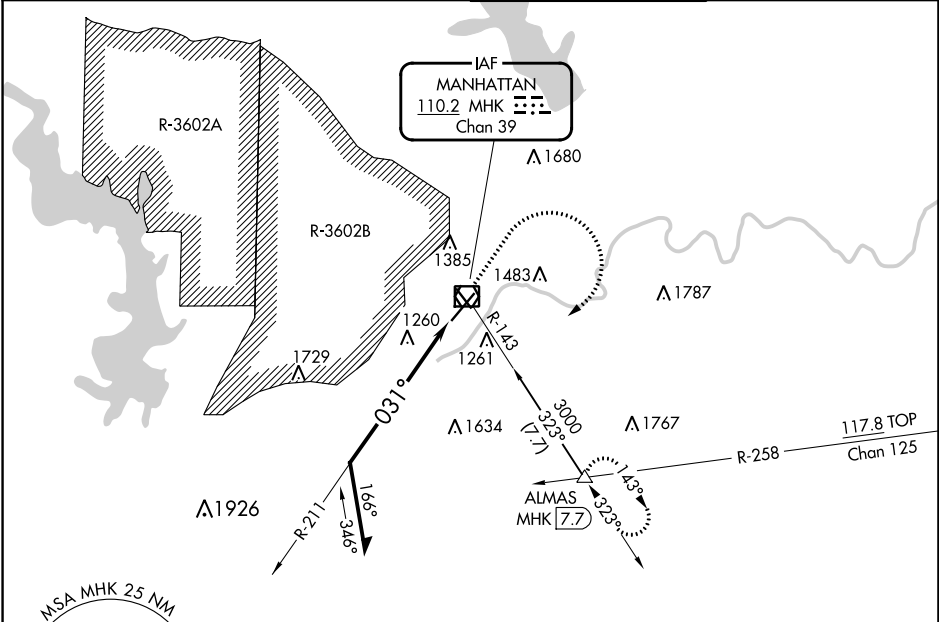 IAF
MANHATTAN
110.2 MHK
Chan 39
R-3602A
1680
R-3602B
1385
1483
1787
1260
R-143
1261
1729
031°
3000
323°
(7.7)
1634
1767
117.8 TOP
Chan 125
R-258
166°
346°
R-211
1926
ALMAS
MHK 7.7
143°
323°
MSA MHK 25 NM